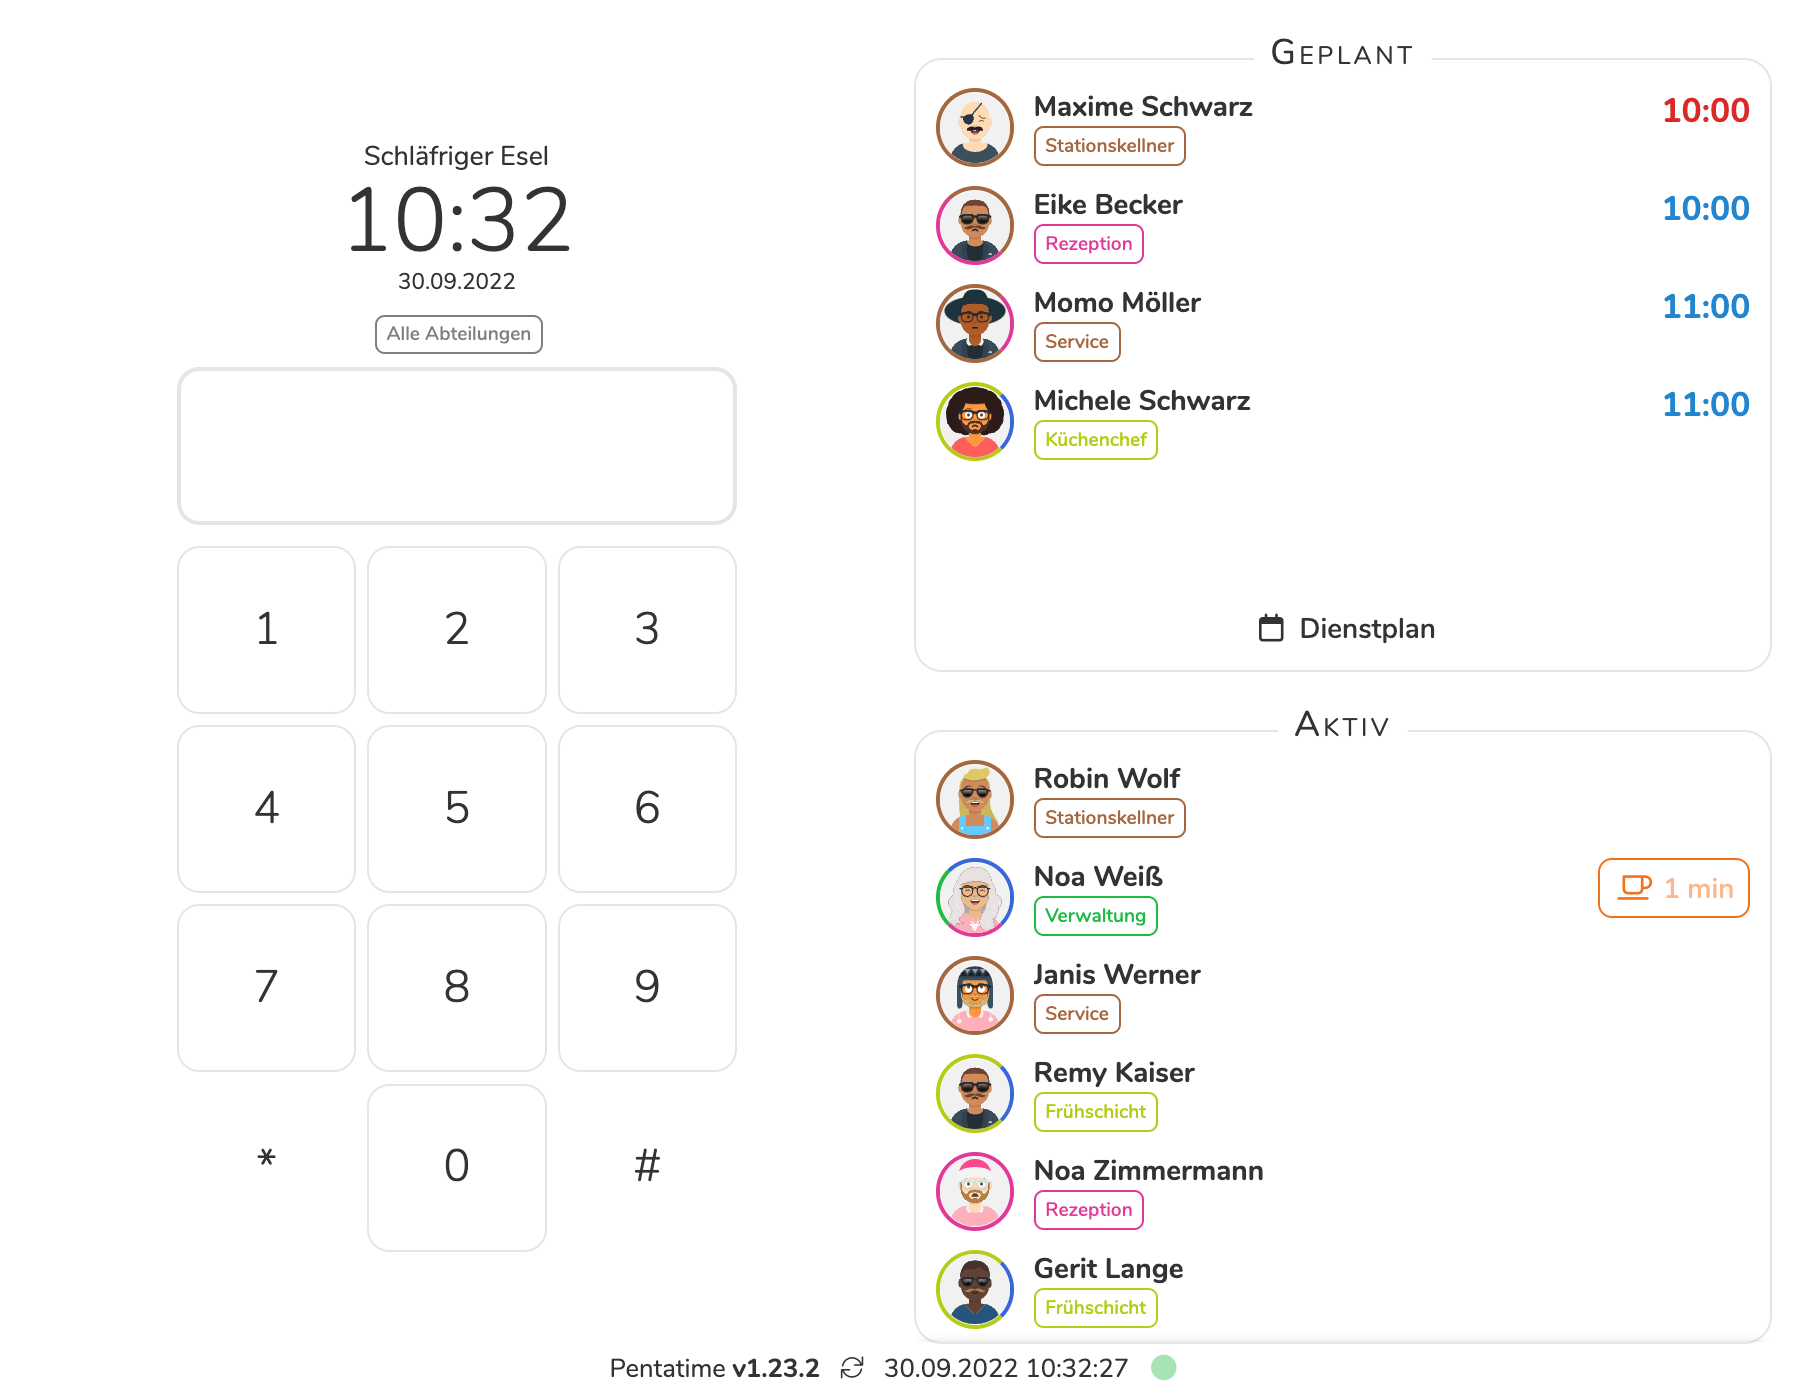 Schläfriger Esel
10:32
30.09.2022
Alle Abteilungen
1 2 3
4 5 6
7 8 9
* 0 #
Geplant
Maxime Schwarz 10:00
Stationskellner
Eike Becker 10:00
Rezeption
Momo Möller 11:00
Service
Michele Schwarz 11:00
Küchenchef
Dienstplan
Aktiv
Robin Wolf
Stationskellner
Noa Weiß 1 min
Verwaltung
Janis Werner
Service
Remy Kaiser
Frühschicht
Noa Zimmermann
Rezeption
Gerit Lange
Frühschicht
Pentatime v1.23.2 30.09.2022 10:32:27